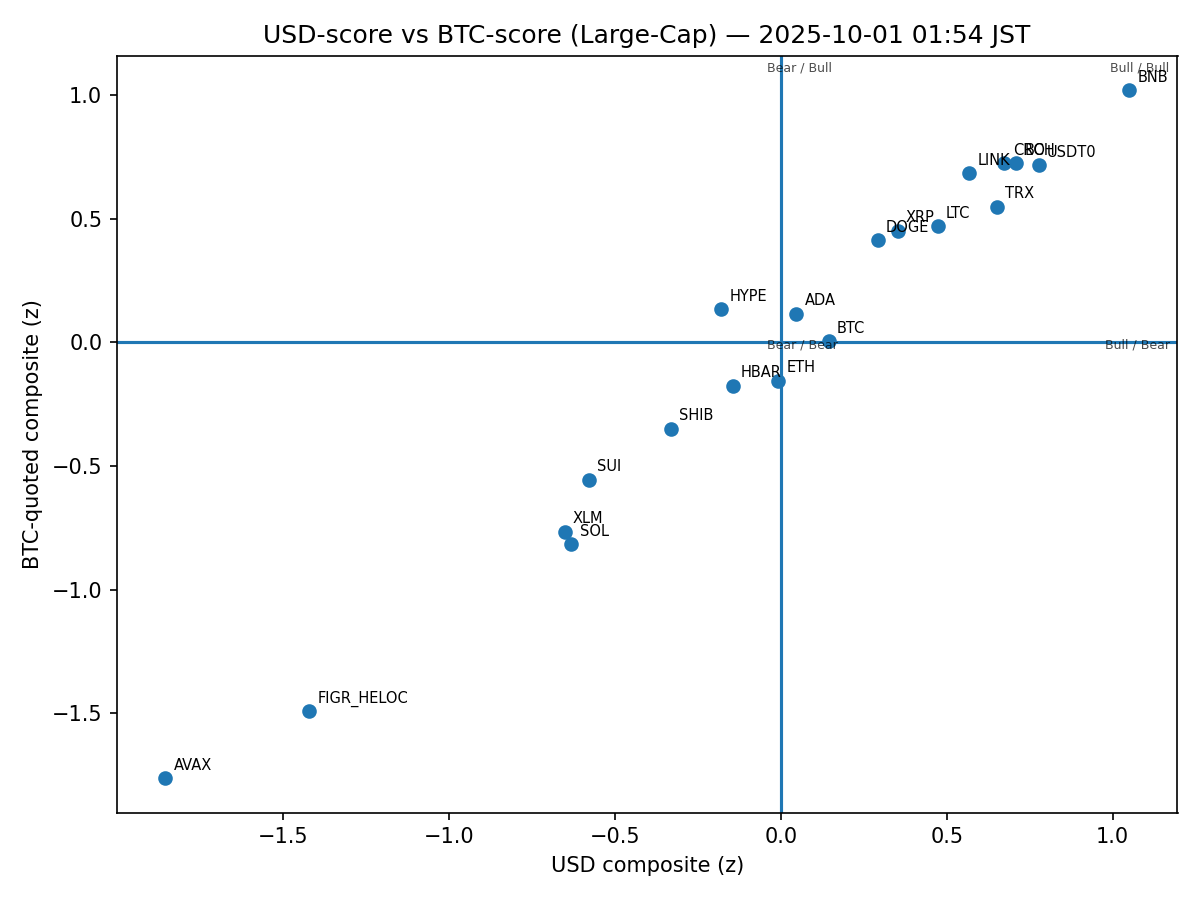 USD-score vs BTC-score (Large-Cap) — 2025-10-01 01:54 JST
Bear / Bull
Bull / Bull
BNB
CRO
BCH
USDT0
LINK
TRX
XRP
LTC
DOGE
HYPE
ADA
BTC
Bear / Bear
Bull / Bear
ETH
HBAR
SHIB
SUI
XLM
SOL
FIGR_HELOC
AVAX
1.0
0.5
0.0
−0.5
−1.0
−1.5
BTC-quoted composite (z)
−1.5
−1.0
−0.5
0.0
0.5
1.0
USD composite (z)